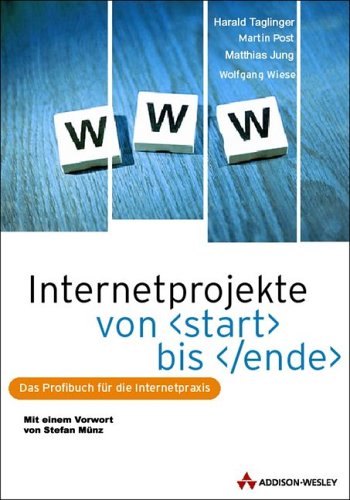 Harald Taglinger
Martin Post
Matthias Jung
Wolfgang Wiese
W W W
Internetprojekte
von <start>
bis </ende>
Das Profibuch für die Internetpraxis
Mit einem Vorwort
von Stefan Münz
ADDISON-WESLEY